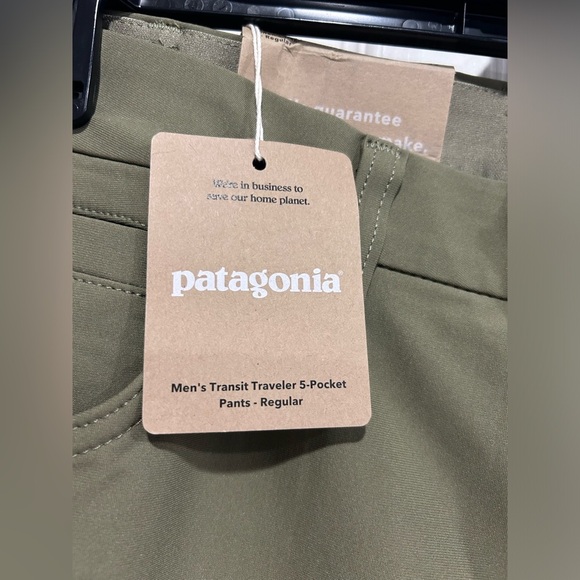 Regular
guarantee
make.
We're in business to
save our home planet.
patagonia®
Men's Transit Traveler 5-Pocket
Pants - Regular